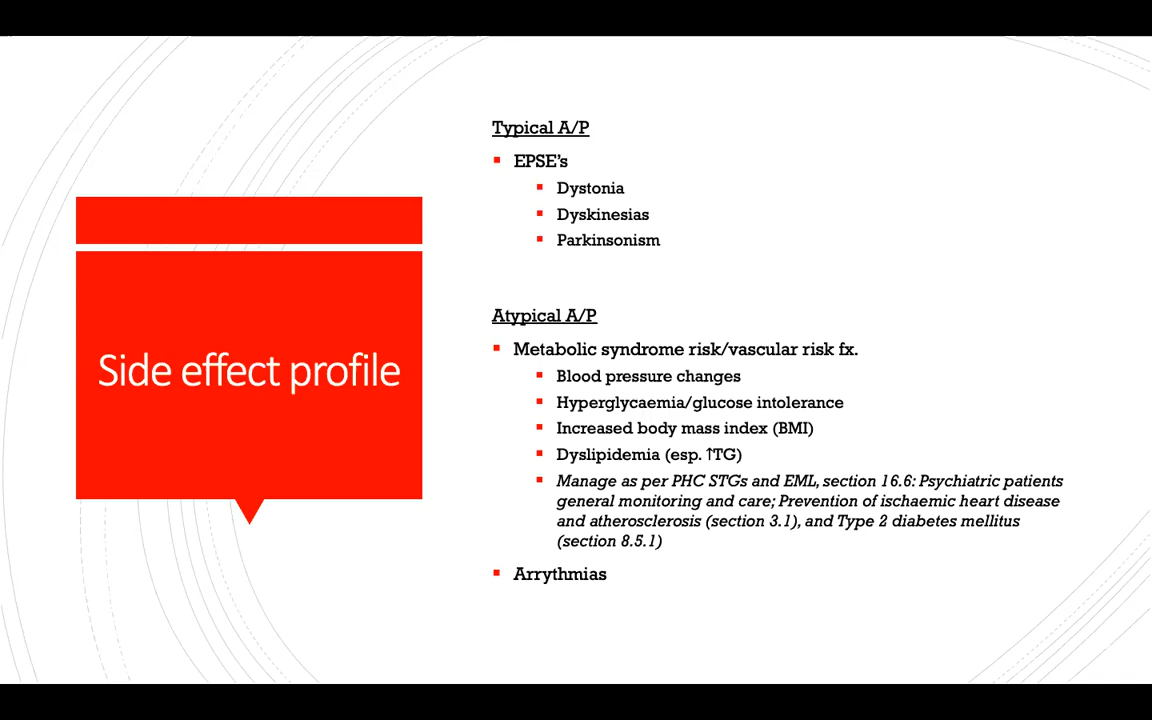 Side effect profile
Typical A/P
EPSE's
Dystonia
Dyskinesias
Parkinsonism
Atypical A/P
Metabolic syndrome risk/vascular risk fx.
Blood pressure changes
Hyperglycaemia/glucose intolerance
Increased body mass index (BMI)
Dyslipidemia (esp. ↑TG)
Manage as per PHC STGs and EML, section 16.6: Psychiatric patients
general monitoring and care; Prevention of ischaemic heart disease
and atherosclerosis (section 3.1), and Type 2 diabetes mellitus
(section 8.5.1)
Arrythmias